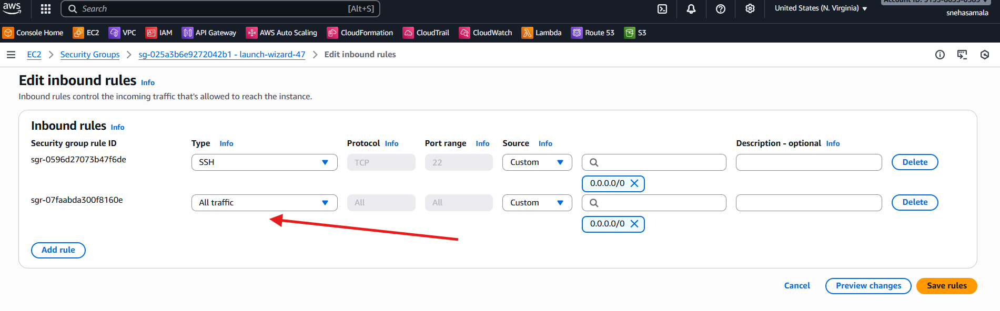 aws
Search [Alt+S]
United States (N. Virginia)
snehasamala
Console Home EC2 VPC IAM API Gateway AWS Auto Scaling CloudFormation CloudTrail CloudWatch Lambda Route 53 S3
EC2 Security Groups sg-025a3b6e9272042b1 - launch-wizard-47 Edit inbound rules
Edit inbound rules Info
Inbound rules control the incoming traffic that's allowed to reach the instance.
Inbound rules Info
Security group rule ID Type Info Protocol Info Port range Info Source Info Description - optional Info
sgr-0596d27073b47f6de SSH TCP 22 Custom Delete
0.0.0.0/0
sgr-07faabda300f8160e All traffic All All Custom Delete
0.0.0.0/0
Add rule
Cancel Preview changes Save rules